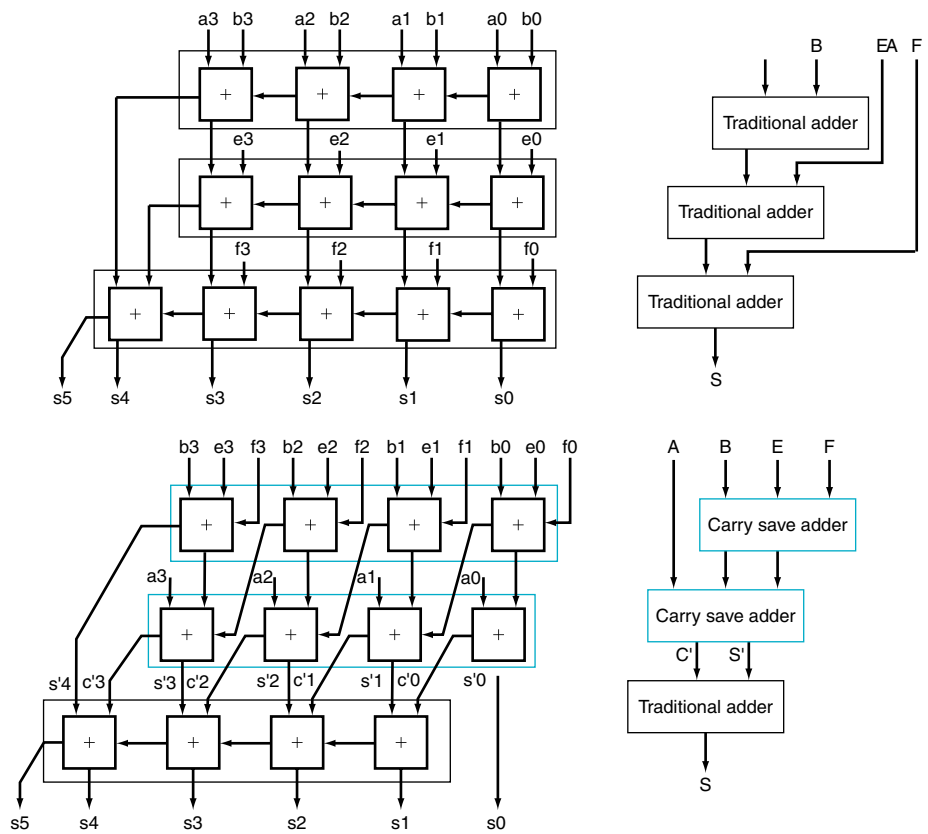 a3 b3 a2 b2 a1 b1 a0 b0
+ + + +
e3 e2 e1 e0
+ + + +
f3 f2 f1 f0
+ + + + +
s5 s4 s3 s2 s1 s0
B EA F
Traditional adder
Traditional adder
Traditional adder
S
b3 e3 f3 b2 e2 f2 b1 e1 f1 b0 e0 f0
+ + + +
a3 a2 a1 a0
+ + + +
s'4 c'3 s'3 c'2 s'2 c'1 s'1 c'0 s'0
+ + + +
s5 s4 s3 s2 s1 s0
A B E F
Carry save adder
Carry save adder
C' S'
Traditional adder
S